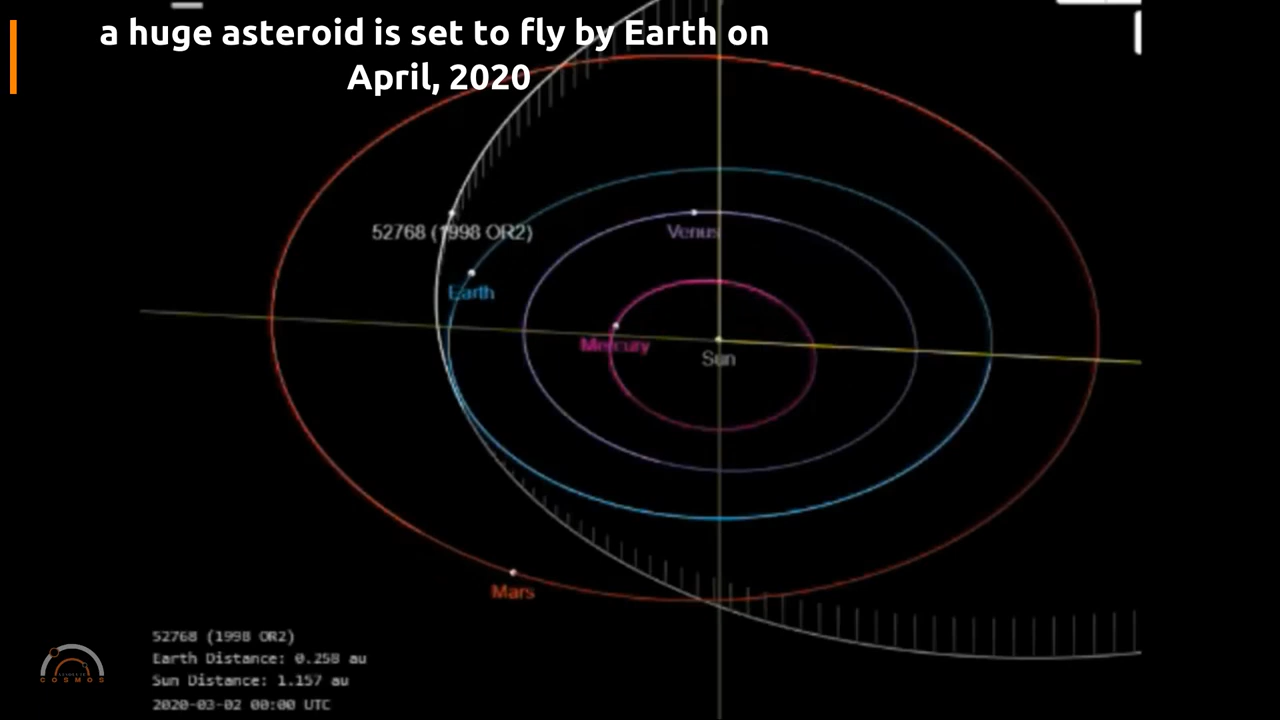 a huge asteroid is set to fly by Earth on
April, 2020
52768 (1998 OR2)
Venus
Earth
Mercury
Sun
Mars
52768 (1998 OR2)
Earth Distance: 0.258 au
Sun Distance: 1.157 au
2020-03-02 00:00 UTC
COSMOS